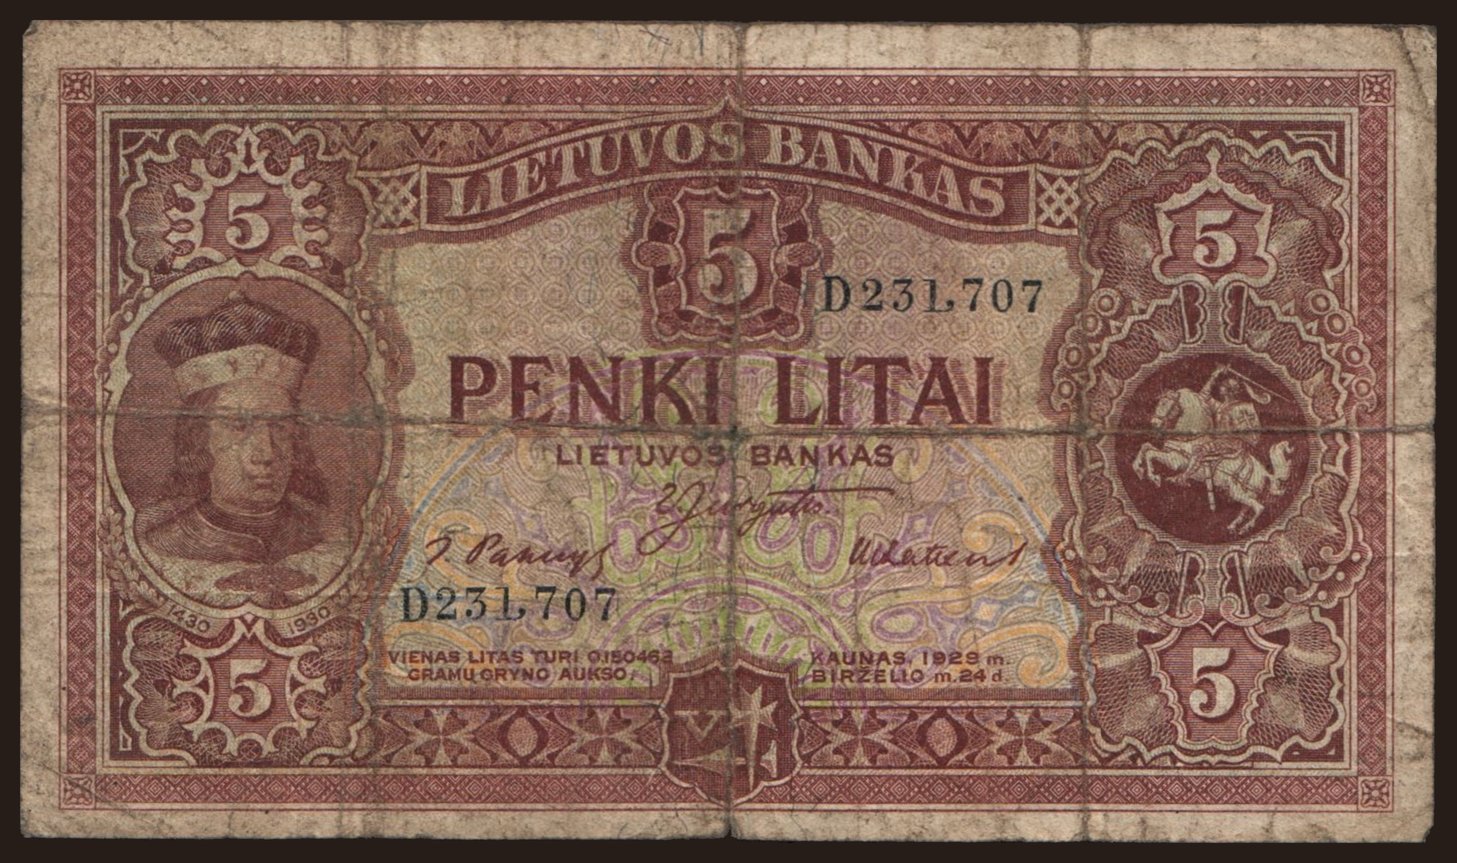 LIETUVOS BANKAS
5
5
5
D231,707
PENKI LITAI
LIETUVOS BANKAS
D231,707
1430 1930
VIENAS LITAS TURI 0.150463
GRAMŲ GRYNO AUKSO.
KAUNAS, 1929 m.
BIRŽELIO m. 24 d.
5
5